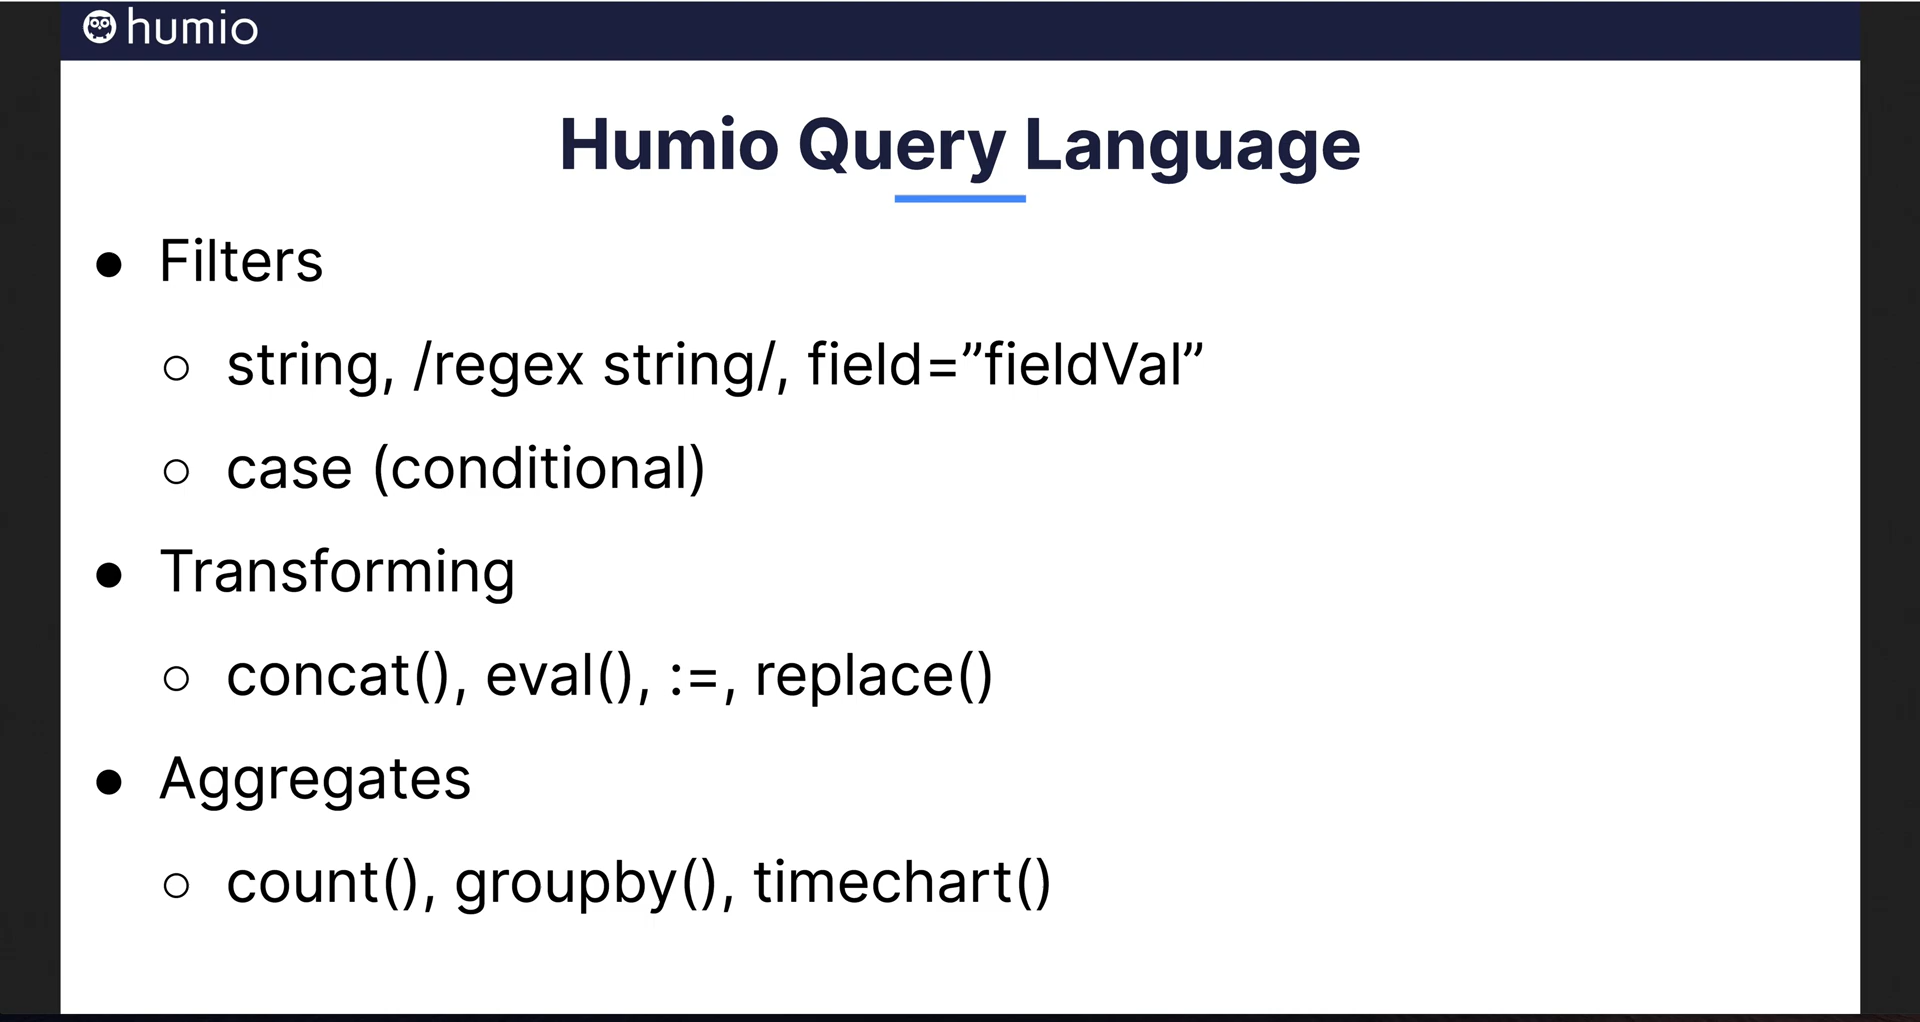 humio
Humio Query Language
● Filters
○ string, /regex string/, field=”fieldVal”
○ case (conditional)
● Transforming
○ concat(), eval(), :=, replace()
● Aggregates
○ count(), groupby(), timechart()